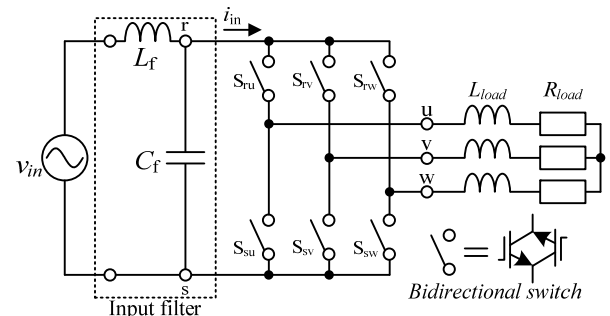 r
i_in
L_f
S_ru
S_rv
S_rw
L_load
R_load
u
v
w
v_in
C_f
S_su
S_sv
S_sw
s
=
Bidirectional switch
Input filter